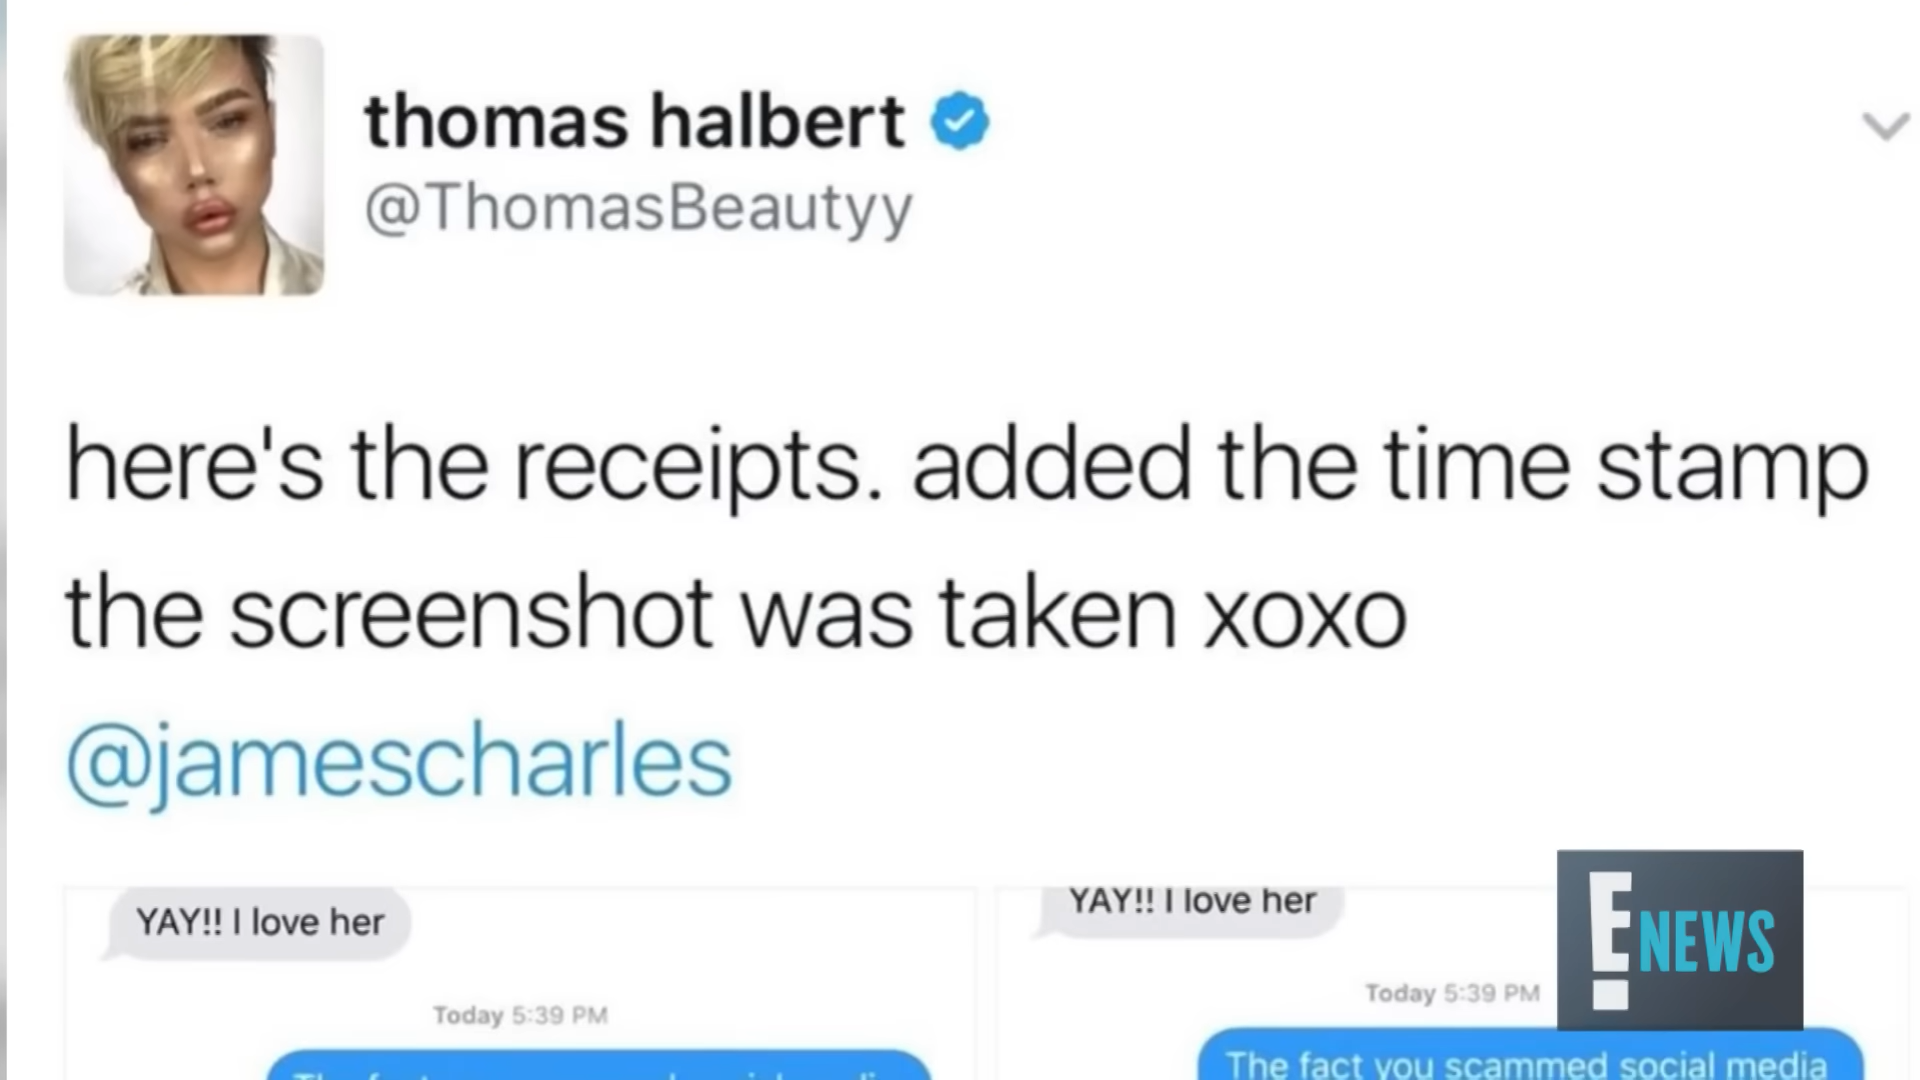 thomas halbert
@ThomasBeautyy
here's the receipts. added the time stamp
the screenshot was taken xoxo
@jamescharles
YAY!! I love her
Today 5:39 PM
YAY!! I love her
Today 5:39 PM
The fact you scammed social media
E! NEWS